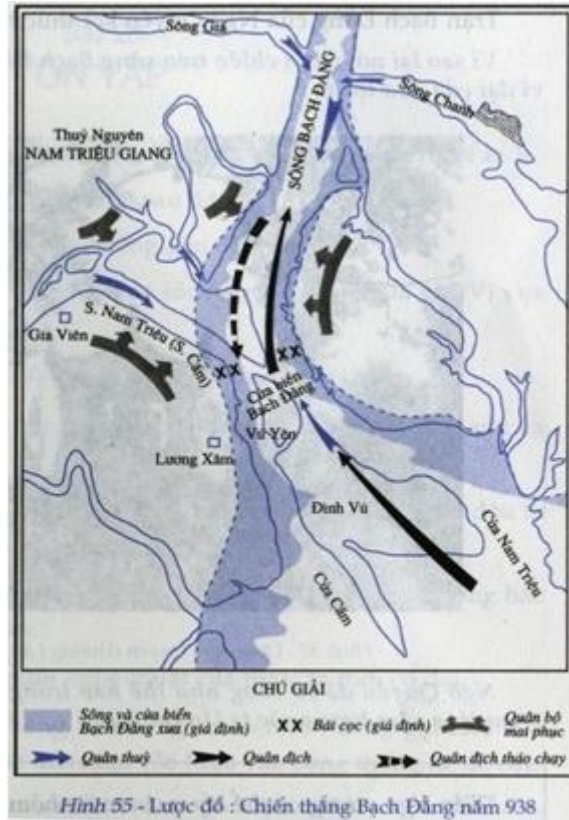 Sông Giá
SÔNG BẠCH ĐẰNG
Sông Chanh
Thuỷ Nguyên
NAM TRIỆU GIANG
S. Nam Triệu (S. Cấm)
Gia Viên
XX
XX
Cửa biển
Bạch Đằng
Vũ Yên
Lương Xâm
Đình Vũ
Cửa Nam Triệu
Cửa Cấm
CHÚ GIẢI
Sông và cửa biển
Bạch Đằng xưa (giả định)
XX Bãi cọc (giả định)
Quân bộ
mai phục
Quân thuỷ
Quân địch
Quân địch tháo chạy
Hình 55 - Lược đồ : Chiến thắng Bạch Đằng năm 938